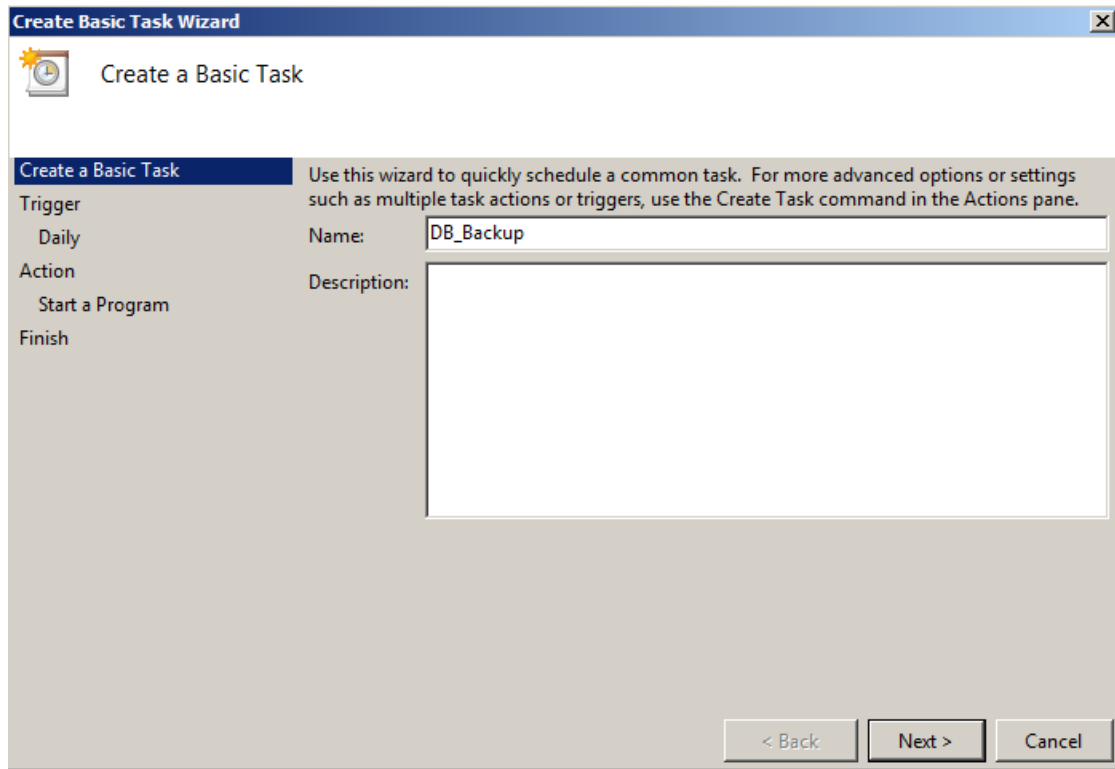 Create Basic Task Wizard
Create a Basic Task
Create a Basic Task
Trigger
Daily
Action
Start a Program
Finish
Use this wizard to quickly schedule a common task.  For more advanced options or settings
such as multiple task actions or triggers, use the Create Task command in the Actions pane.
Name:
DB_Backup
Description:
< Back
Next >
Cancel